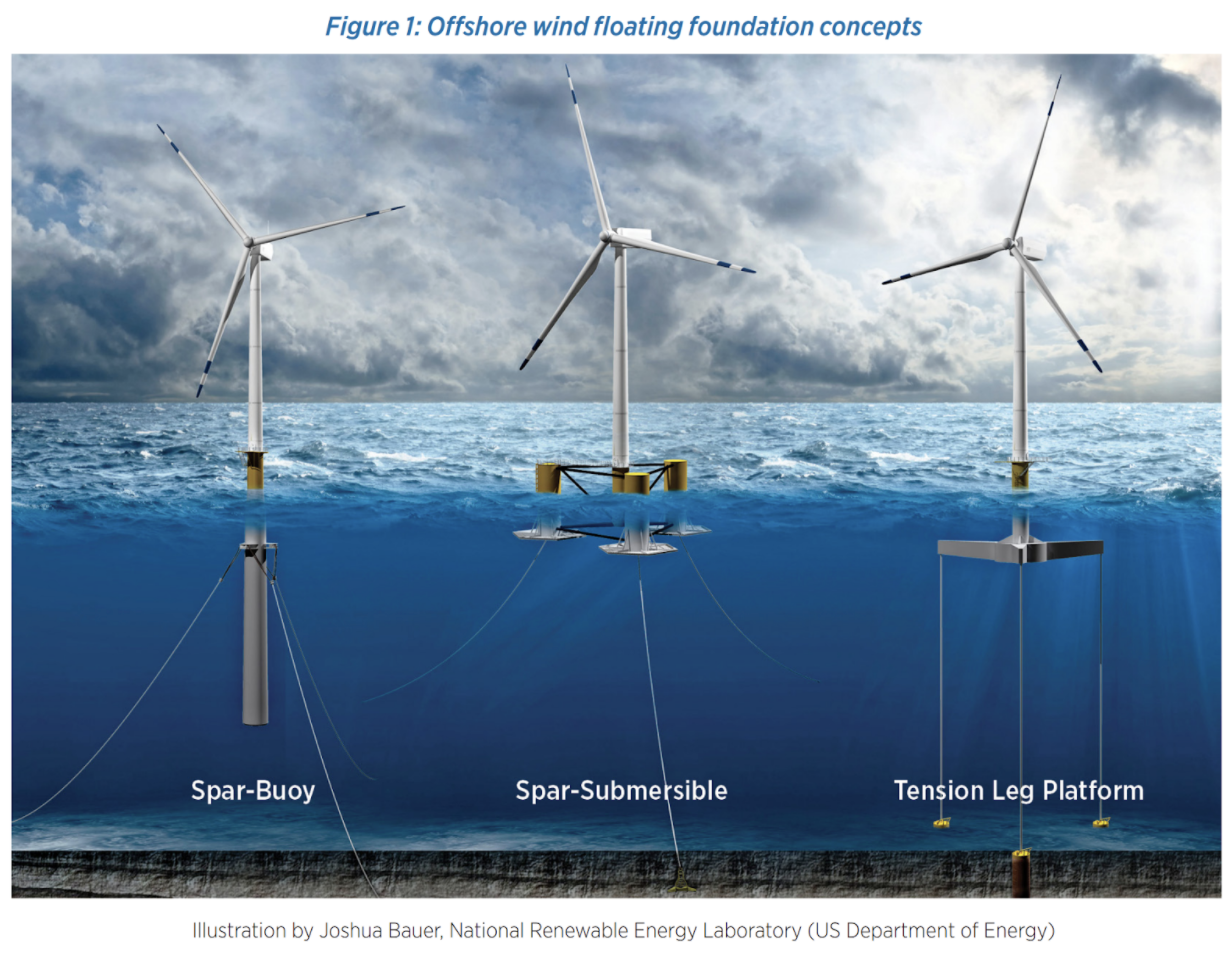 Figure 1: Offshore wind floating foundation concepts
Spar-Buoy
Spar-Submersible
Tension Leg Platform
Illustration by Joshua Bauer, National Renewable Energy Laboratory (US Department of Energy)